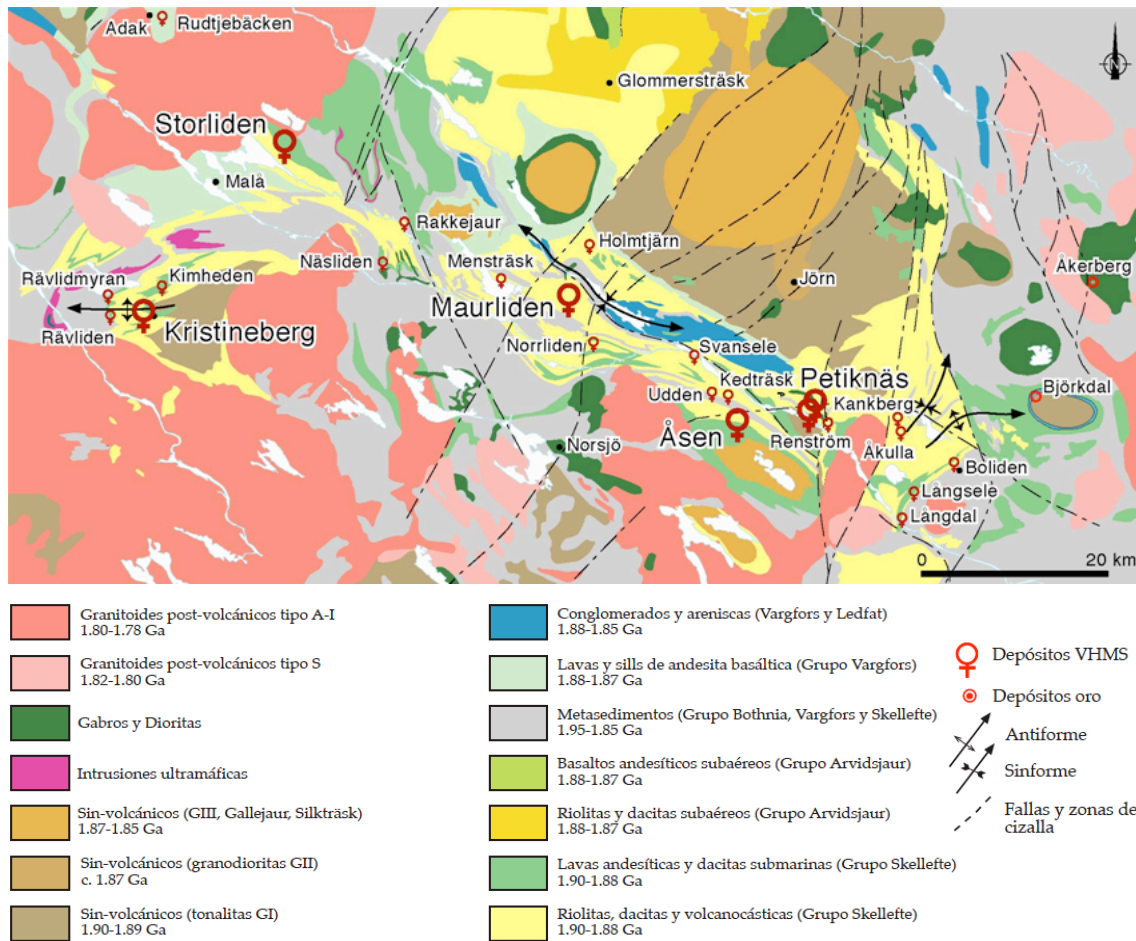 Adak
Rudtjebäcken
Glommersträsk
Storliden
Malå
Rakkejaur
Holmtjärn
Näsliden
Mensträsk
Rävlidmyran
Kimheden
Jörn
Åkerberg
Maurliden
Rävliden
Kristineberg
Norrliden
Svansele
Kedträsk
Petiknäs
Björkdal
Udden
Kankberg
Åsen
Renström
Åkulla
Norsjö
Boliden
Långsele
Långdal
N
0
20 km
Granitoides post-volcánicos tipo A-I
1.80-1.78 Ga
Granitoides post-volcánicos tipo S
1.82-1.80 Ga
Gabros y Dioritas
Intrusiones ultramáficas
Sin-volcánicos (GIII, Gallejaur, Silkträsk)
1.87-1.85 Ga
Sin-volcánicos (granodioritas GII)
c. 1.87 Ga
Sin-volcánicos (tonalitas GI)
1.90-1.89 Ga
Conglomerados y areniscas (Vargfors y Ledfat)
1.88-1.85 Ga
Lavas y sills de andesita basáltica (Grupo Vargfors)
1.88-1.87 Ga
Metasedimentos (Grupo Bothnia, Vargfors y Skellefte)
1.95-1.85 Ga
Basaltos andesíticos subaéreos (Grupo Arvidsjaur)
1.88-1.87 Ga
Riolitas y dacitas subaéreos (Grupo Arvidsjaur)
1.88-1.87 Ga
Lavas andesíticas y dacitas submarinas (Grupo Skellefte)
1.90-1.88 Ga
Riolitas, dacitas y volcanocásticas (Grupo Skellefte)
1.90-1.88 Ga
Depósitos VHMS
Depósitos oro
Antiforme
Sinforme
Fallas y zonas de
cizalla